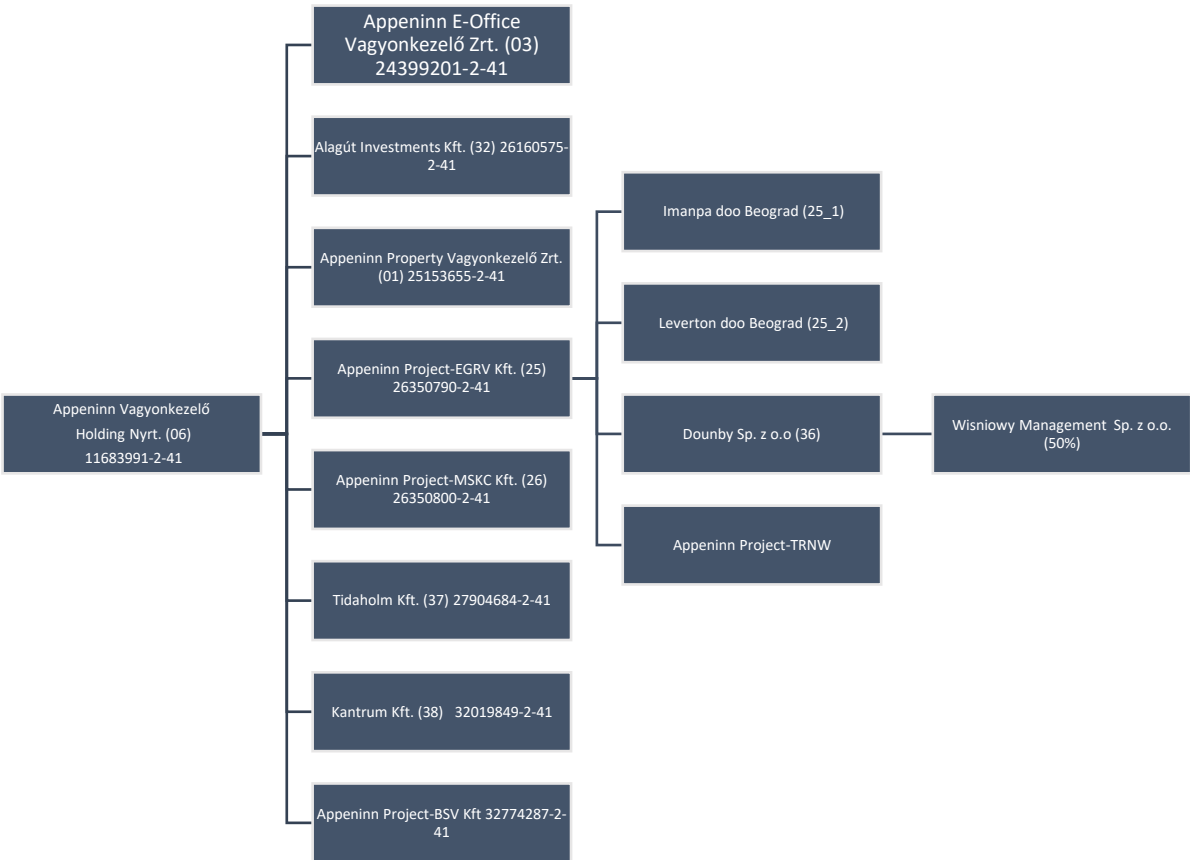 Appeninn Vagyonkezelő
Holding Nyrt. (06)
11683991-2-41
Appeninn E-Office
Vagyonkezelő Zrt. (03)
24399201-2-41
Alagút Investments Kft. (32) 26160575-
2-41
Appeninn Property Vagyonkezelő Zrt.
(01) 25153655-2-41
Appeninn Project-EGRV Kft. (25)
26350790-2-41
Appeninn Project-MSKC Kft. (26)
26350800-2-41
Tidaholm Kft. (37) 27904684-2-41
Kantrum Kft. (38) 32019849-2-41
Appeninn Project-BSV Kft 32774287-2-
41
Imanpa doo Beograd (25_1)
Leverton doo Beograd (25_2)
Dounby Sp. z o.o (36)
Appeninn Project-TRNW
Wisniowy Management Sp. z o.o.
(50%)